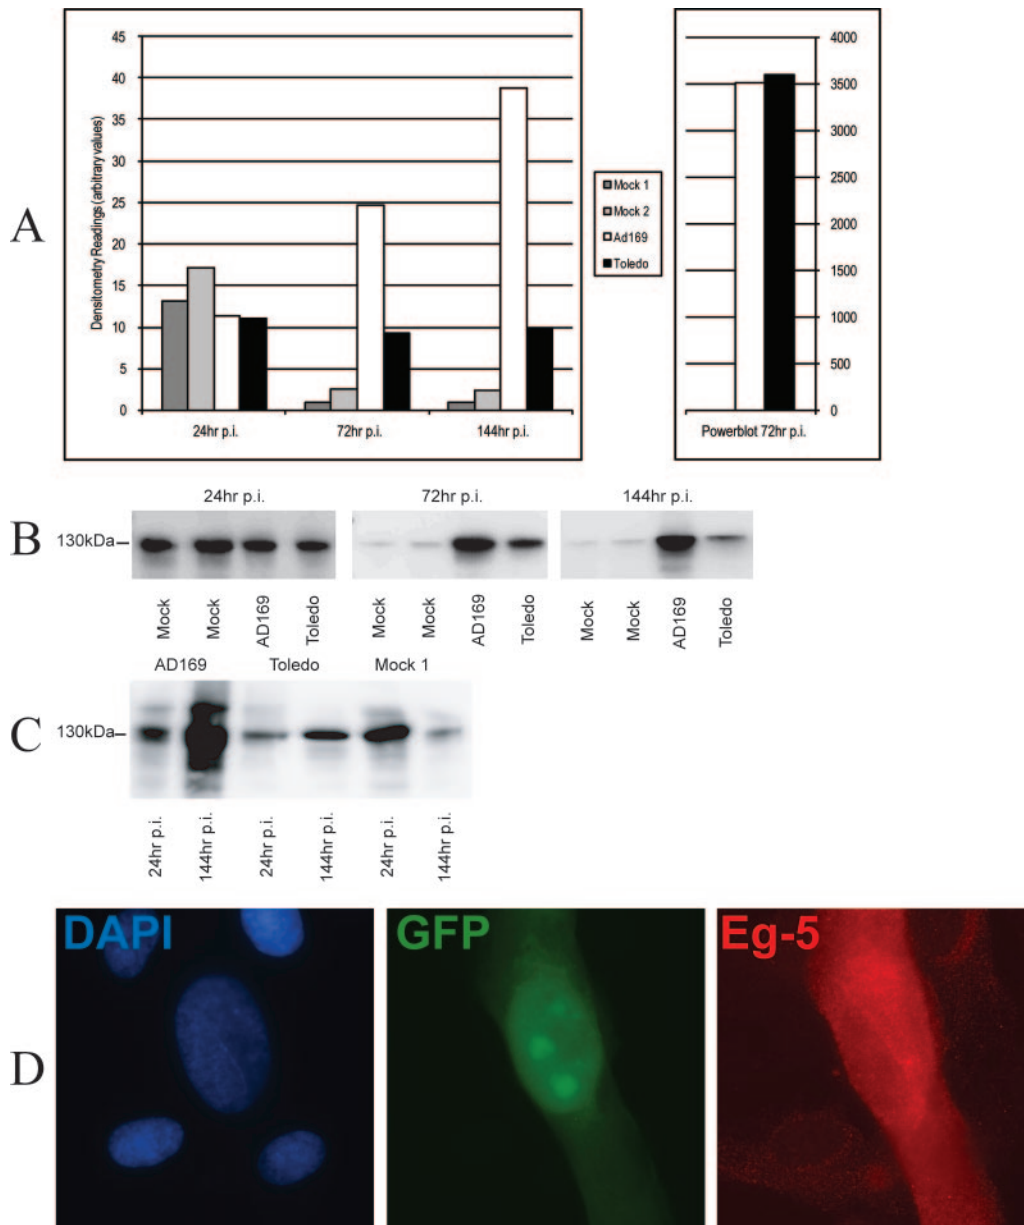 A
Densitometry Readings (arbitrary values)
45
40
35
30
25
20
15
10
5
0
24hr p.i.
72hr p.i.
144hr p.i.
Mock 1
Mock 2
Ad169
Toledo
4000
3500
3000
2500
2000
1500
1000
500
0
Powerblot 72hr p.i.
B
24hr p.i. 72hr p.i. 144hr p.i.
130kDa
Mock Mock AD169 Toledo Mock Mock AD169 Toledo Mock Mock AD169 Toledo
C
AD169 Toledo Mock 1
130kDa
24hr p.i. 144hr p.i. 24hr p.i. 144hr p.i. 24hr p.i. 144hr p.i.
D
DAPI GFP Eg-5